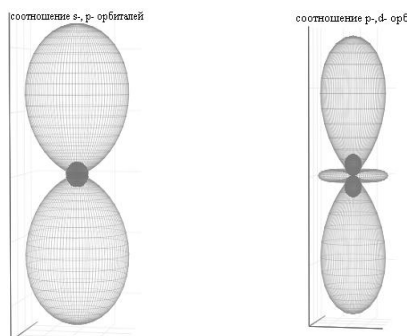 соотношение s-, p- орбиталей
соотношение p-,d- орб